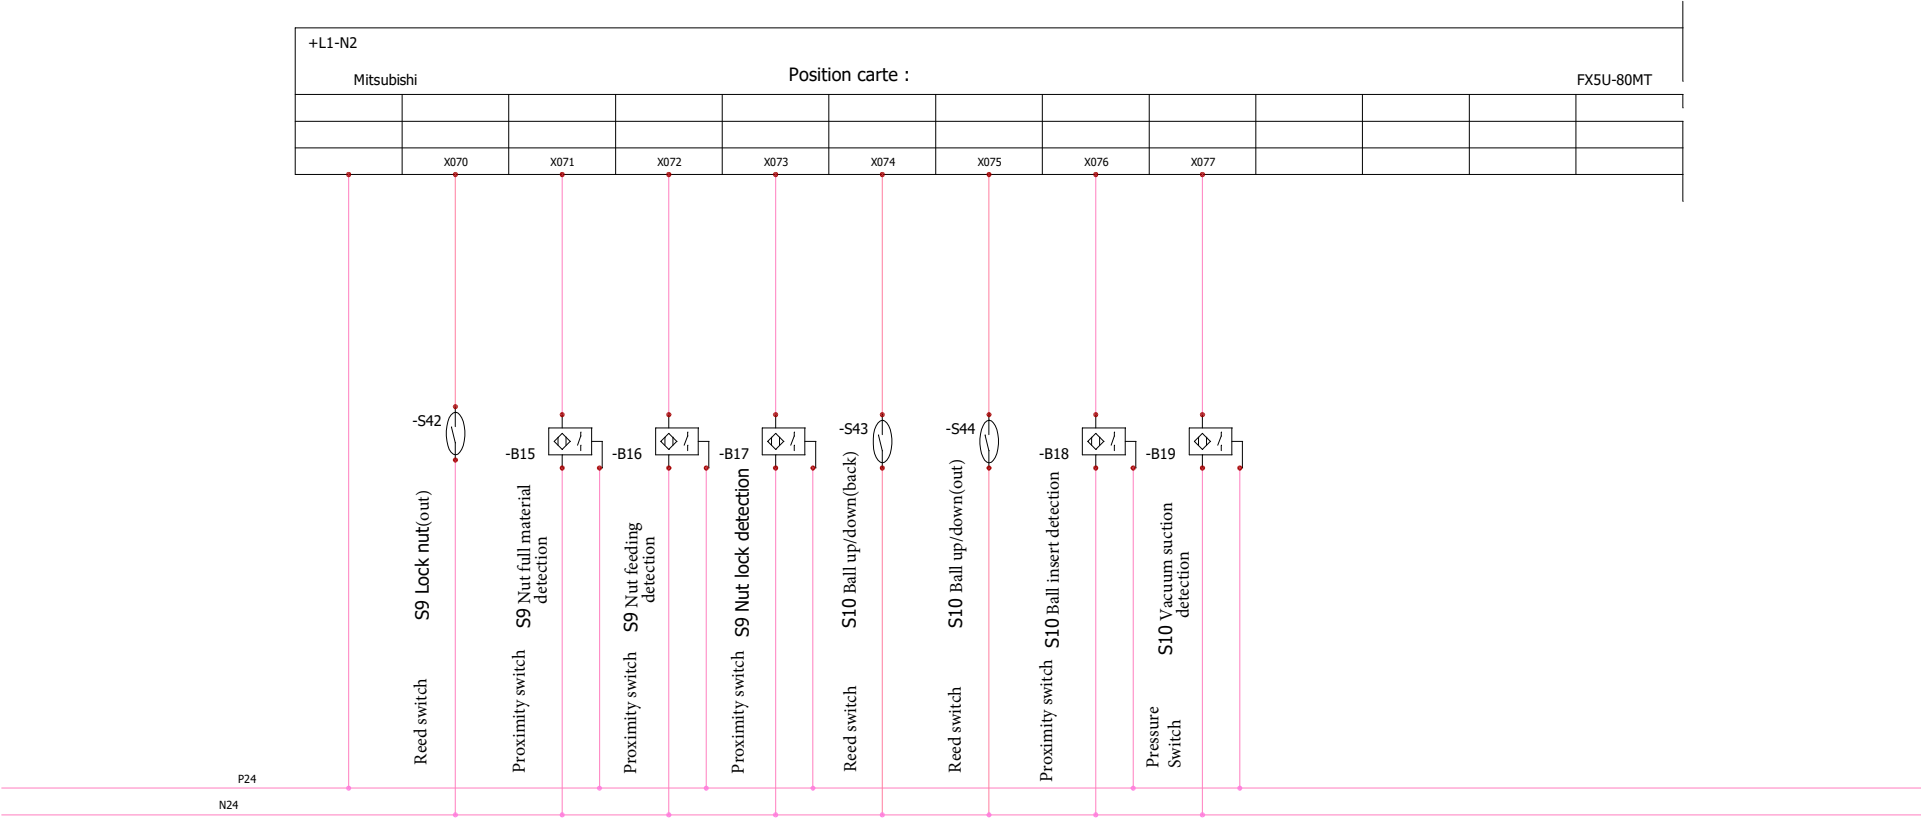 +L1-N2
Mitsubishi
Position carte :
FX5U-80MT
X070
X071
X072
X073
X074
X075
X076
X077
-S42
-B15
-B16
-B17
-S43
-S44
-B18
-B19
S9 Lock nut(out)
S9 Nut full material
detection
S9 Nut feeding
detection
S9 Nut lock detection
S10 Ball up/down(back)
S10 Ball up/down(out)
S10 Ball insert detection
S10 Vacuum suction
detection
Reed switch
Proximity switch
Proximity switch
Proximity switch
Reed switch
Reed switch
Proximity switch
Pressure
Switch
P24
N24